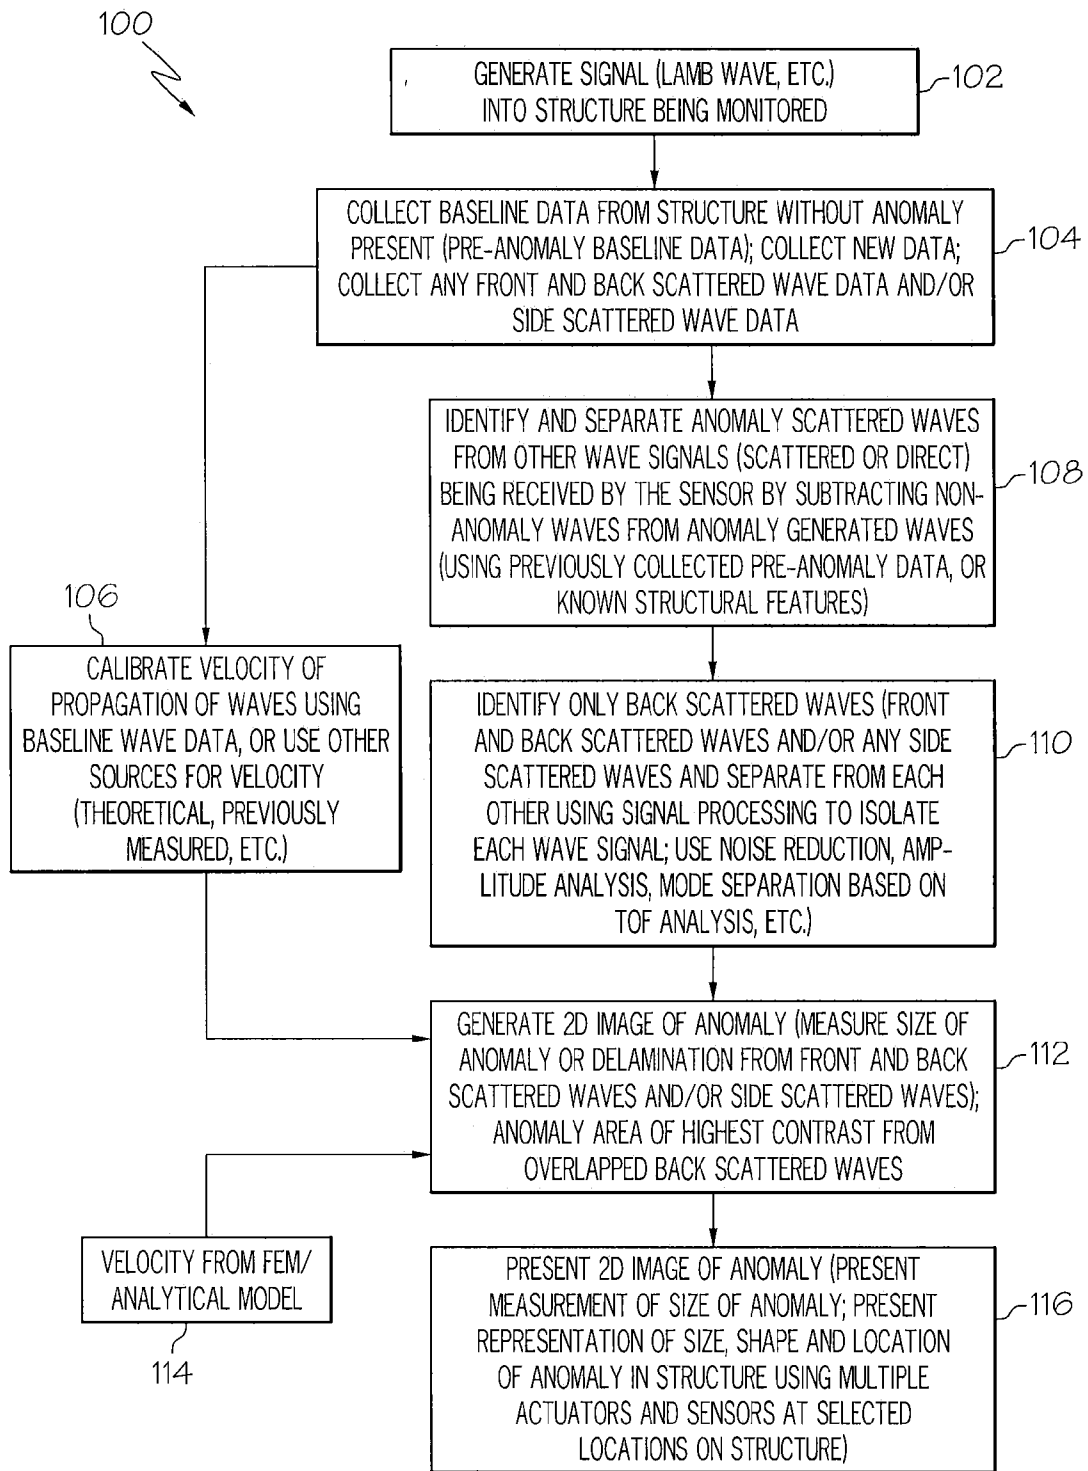 100
GENERATE SIGNAL (LAMB WAVE, ETC.)
INTO STRUCTURE BEING MONITORED
102
COLLECT BASELINE DATA FROM STRUCTURE WITHOUT ANOMALY
PRESENT (PRE-ANOMALY BASELINE DATA); COLLECT NEW DATA;
COLLECT ANY FRONT AND BACK SCATTERED WAVE DATA AND/OR
SIDE SCATTERED WAVE DATA
104
IDENTIFY AND SEPARATE ANOMALY SCATTERED WAVES
FROM OTHER WAVE SIGNALS (SCATTERED OR DIRECT)
BEING RECEIVED BY THE SENSOR BY SUBTRACTING NON-
ANOMALY WAVES FROM ANOMALY GENERATED WAVES
(USING PREVIOUSLY COLLECTED PRE-ANOMALY DATA, OR
KNOWN STRUCTURAL FEATURES)
108
106
CALIBRATE VELOCITY OF
PROPAGATION OF WAVES USING
BASELINE WAVE DATA, OR USE OTHER
SOURCES FOR VELOCITY
(THEORETICAL, PREVIOUSLY
MEASURED, ETC.)
IDENTIFY ONLY BACK SCATTERED WAVES (FRONT
AND BACK SCATTERED WAVES AND/OR ANY SIDE
SCATTERED WAVES AND SEPARATE FROM EACH
OTHER USING SIGNAL PROCESSING TO ISOLATE
EACH WAVE SIGNAL; USE NOISE REDUCTION, AMP-
LITUDE ANALYSIS, MODE SEPARATION BASED ON
TOF ANALYSIS, ETC.)
110
GENERATE 2D IMAGE OF ANOMALY (MEASURE SIZE OF
ANOMALY OR DELAMINATION FROM FRONT AND BACK
SCATTERED WAVES AND/OR SIDE SCATTERED WAVES);
ANOMALY AREA OF HIGHEST CONTRAST FROM
OVERLAPPED BACK SCATTERED WAVES
112
VELOCITY FROM FEM/
ANALYTICAL MODEL
114
PRESENT 2D IMAGE OF ANOMALY (PRESENT
MEASUREMENT OF SIZE OF ANOMALY; PRESENT
REPRESENTATION OF SIZE, SHAPE AND LOCATION
OF ANOMALY IN STRUCTURE USING MULTIPLE
ACTUATORS AND SENSORS AT SELECTED
LOCATIONS ON STRUCTURE)
116